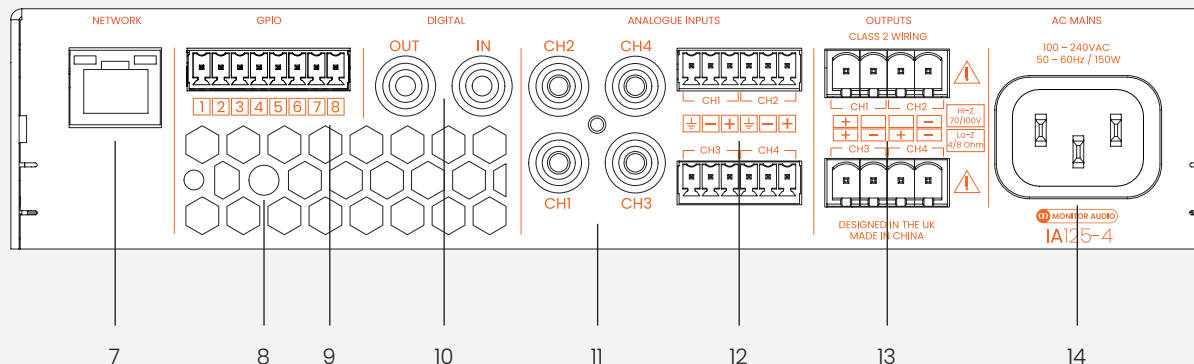 NETWORK
GPIO
DIGITAL
ANALOGUE INPUTS
OUTPUTS
AC MAINS
CLASS 2 WIRING
100 - 240VAC
50 - 60Hz / 150W
OUT
IN
CH2
CH4
CH1
CH3
1 2 3 4 5 6 7 8
CH1 CH2
⏚ − + ⏚ − +
CH3 CH4
CH1 CH2
+ −
+ − + −
CH3 CH4
Hi-Z
70/100V
Lo-Z
4/8 Ohm
DESIGNED IN THE UK
MADE IN CHINA
MONITOR AUDIO
IA125-4
7 8 9 10 11 12 13 14